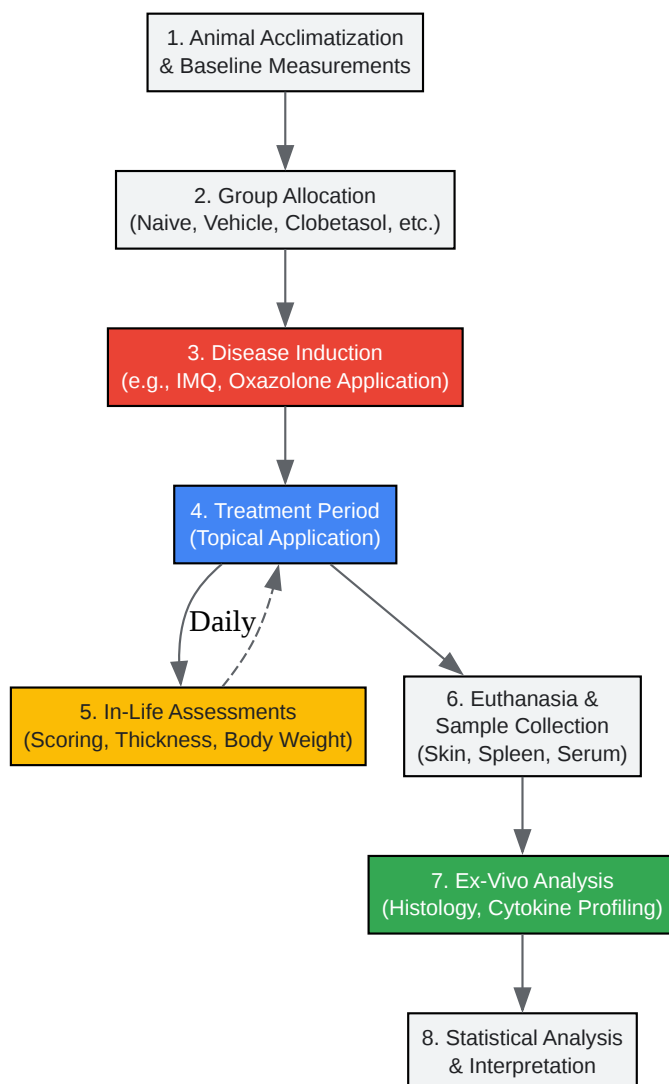 1. Animal Acclimatization
& Baseline Measurements
2. Group Allocation
(Naive, Vehicle, Clobetasol, etc.)
3. Disease Induction
(e.g., IMQ, Oxazolone Application)
4. Treatment Period
(Topical Application)
Daily
5. In-Life Assessments
(Scoring, Thickness, Body Weight)
6. Euthanasia &
Sample Collection
(Skin, Spleen, Serum)
7. Ex-Vivo Analysis
(Histology, Cytokine Profiling)
8. Statistical Analysis
& Interpretation